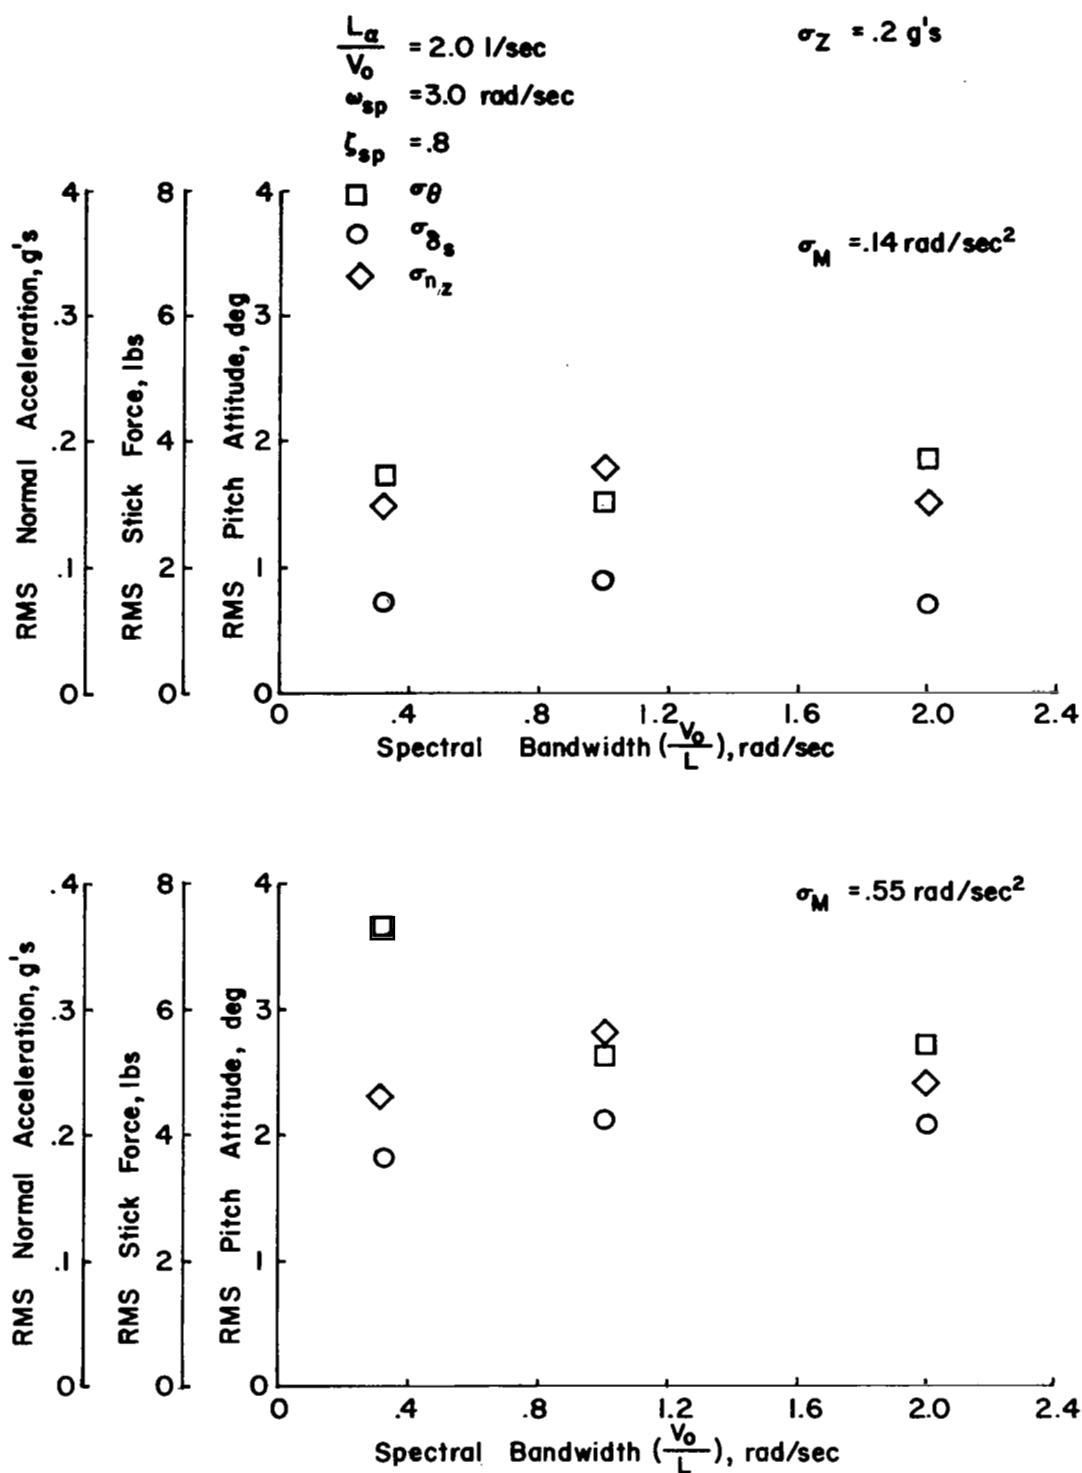 Lα/Vo = 2.0 1/sec
σZ = .2 g's
ωsp = 3.0 rad/sec
ζsp = .8
□ σθ
○ σδs
◇ σn,z
σM = .14 rad/sec²
RMS Normal Acceleration, g's
4
.3
.2
.1
0
RMS Stick Force, lbs
8
6
4
2
0
RMS Pitch Attitude, deg
4
3
2
1
0
0 .4 .8 1.2 1.6 2.0 2.4
Spectral Bandwidth (Vo/L), rad/sec
σM = .55 rad/sec²
RMS Normal Acceleration, g's
.4
.3
.2
.1
0
RMS Stick Force, lbs
8
6
4
2
0
RMS Pitch Attitude, deg
4
3
2
1
0
0 .4 .8 1.2 1.6 2.0 2.4
Spectral Bandwidth (Vo/L), rad/sec